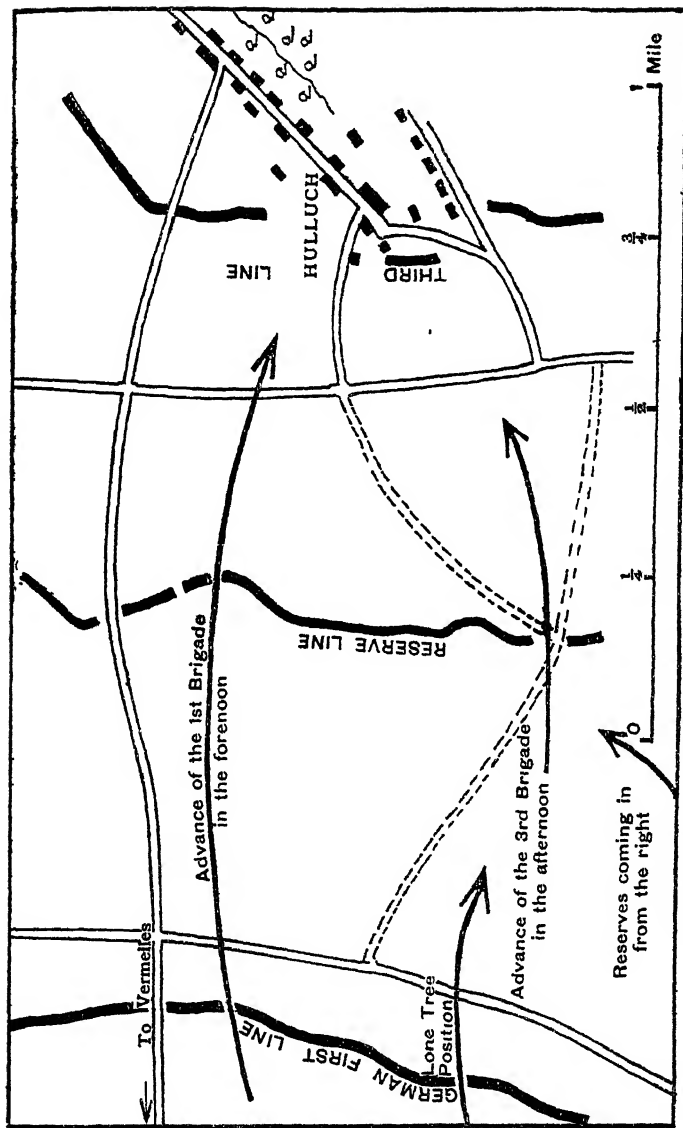 To Vermelles
GERMAN FIRST LINE
Lone Tree
Position
Advance of the 1st Brigade
in the forenoon
Advance of the 3rd Brigade
in the afternoon
Reserves coming in
from the right
RESERVE LINE
THIRD
LINE
HULLUCH
0
1/4
1/2
3/4
1
Mile